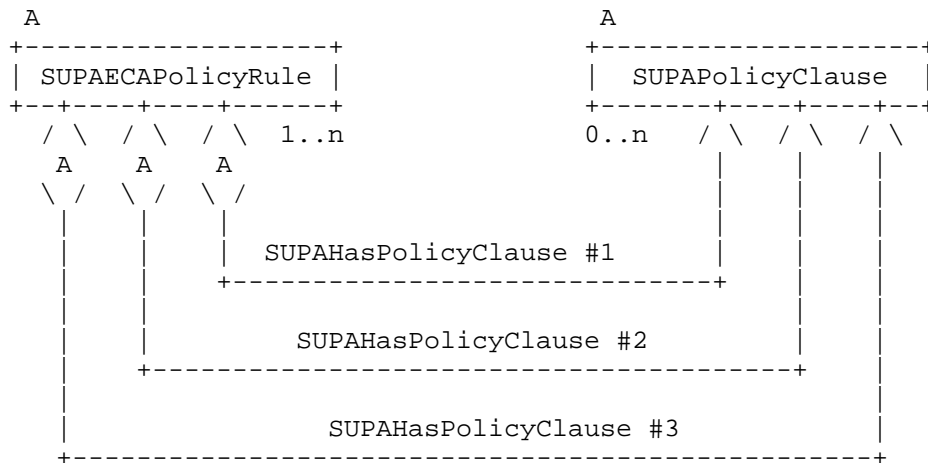 A A
SUPAECAPolicyRule SUPAPolicyClause
1..n 0..n
A A A
SUPAHasPolicyClause #1
SUPAHasPolicyClause #2
SUPAHasPolicyClause #3